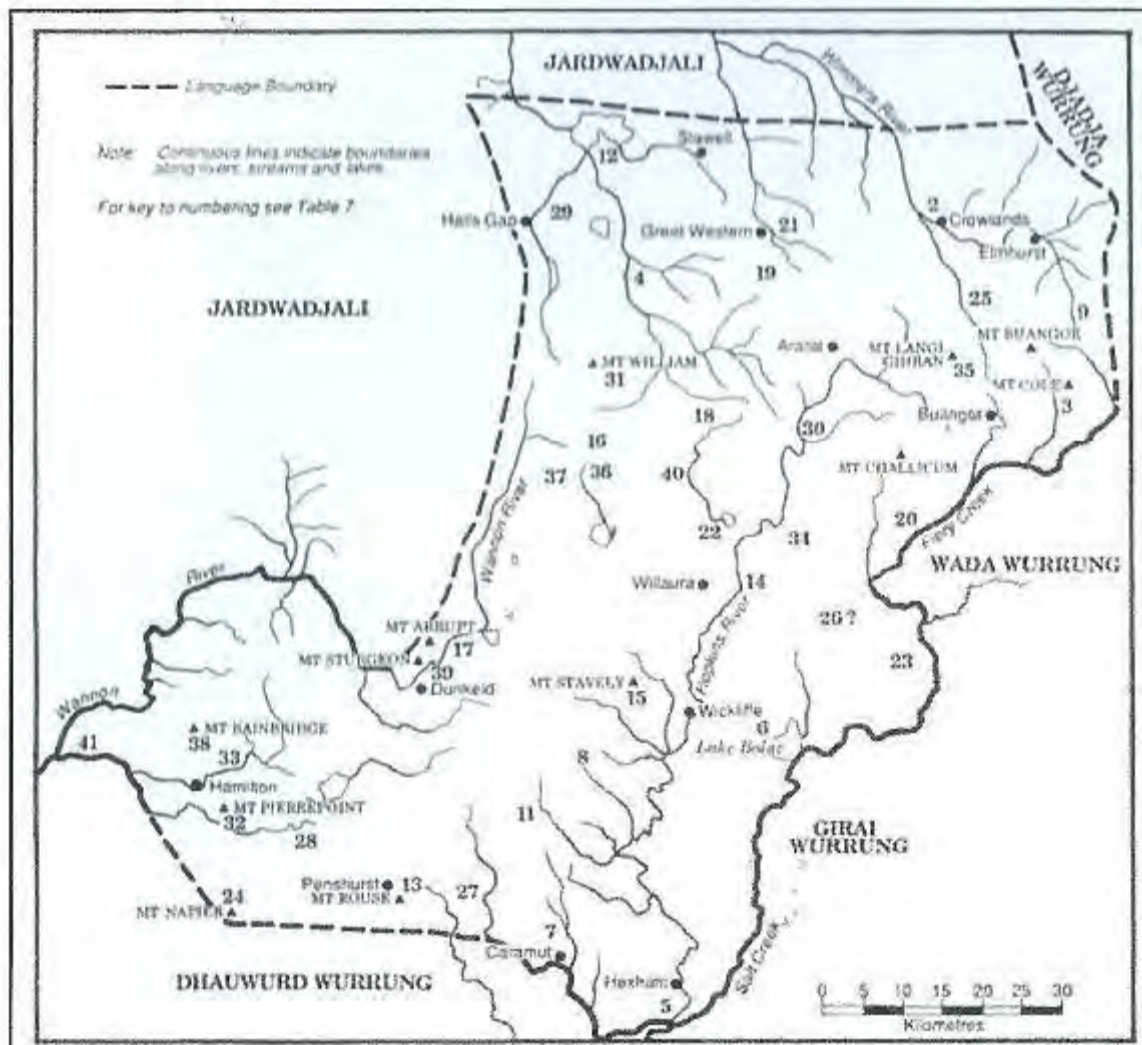 JARDWADJALI
DJADJA
WURRUNG
Language Boundary
Note: Continuous lines indicate boundaries
along rivers, streams and lakes.
For key to numbering see Table 7.
Wimmera River
Stawell
12
Halls Gap
29
Great Western
21
2
Crowlands
Elmhurst
19
4
25
9
JARDWADJALI
MT BUANGOR
Ararat
MT LANGI
GHIRAN
35
MT WILLIAM
31
MT COLE
3
18
Buangor
30
16
MT CHALLICUM
37
36
40
Wannon River
22
34
20
Fiery Creek
WADA WURRUNG
Willaura
14
26 ?
River
MT ABRUPT
17
MT STURGEON
39
Dunkeld
Hopkins River
23
MT STAVELY
15
Wickliffe
6
Lake Bolac
Wannon
41
MT BAINBRIDGE
38
33
8
Hamilton
MT PIERREPOINT
32
28
11
GIRAI
WURRUNG
Penshurst
13
MT ROUSE
27
24
MT NAPIER
7
Caramut
DHAUWURD WURRUNG
Hexham
5
Salt Creek
0 5 10 15 20 25 30
Kilometres